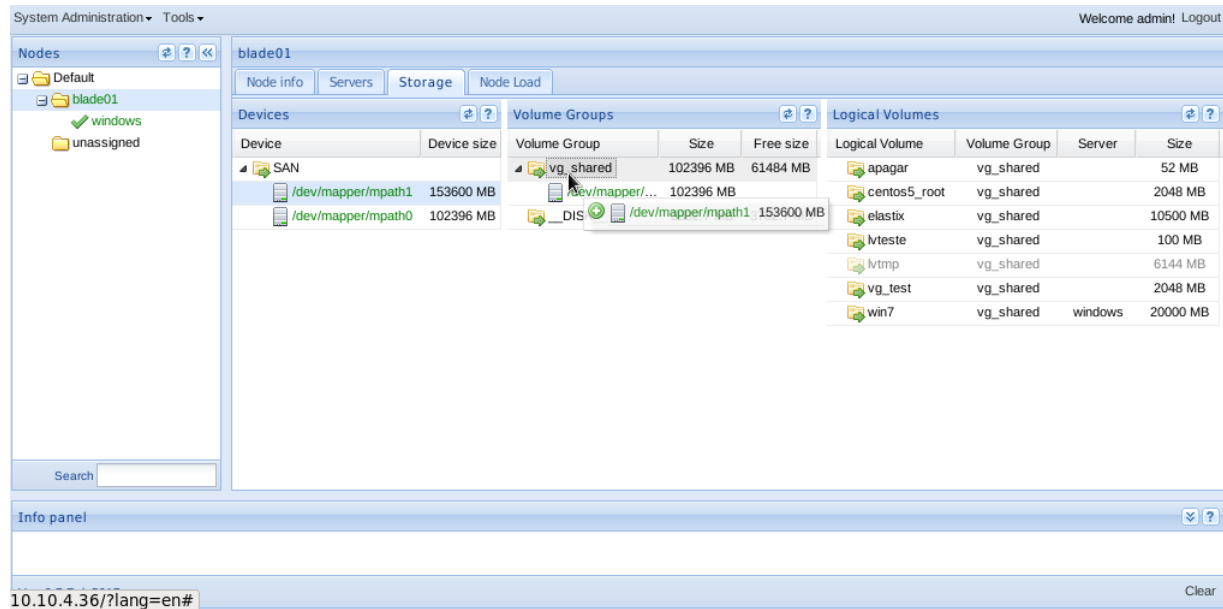 System Administration Tools Welcome admin! Logout
Nodes
Default
blade01
windows
unassigned
Search
blade01
Node info Servers Storage Node Load
Devices
Device Device size
SAN
/dev/mapper/mpath1 153600 MB
/dev/mapper/mpath0 102396 MB
Volume Groups
Volume Group Size Free size
vg_shared 102396 MB 61484 MB
/dev/mapper/... 102396 MB
__DIS
/dev/mapper/mpath1 153600 MB
Logical Volumes
Logical Volume Volume Group Server Size
apagar vg_shared 52 MB
centos5_root vg_shared 2048 MB
elastix vg_shared 10500 MB
lvteste vg_shared 100 MB
lvtmp vg_shared 6144 MB
vg_test vg_shared 2048 MB
win7 vg_shared windows 20000 MB
Info panel
Clear
10.10.4.36/?lang=en#